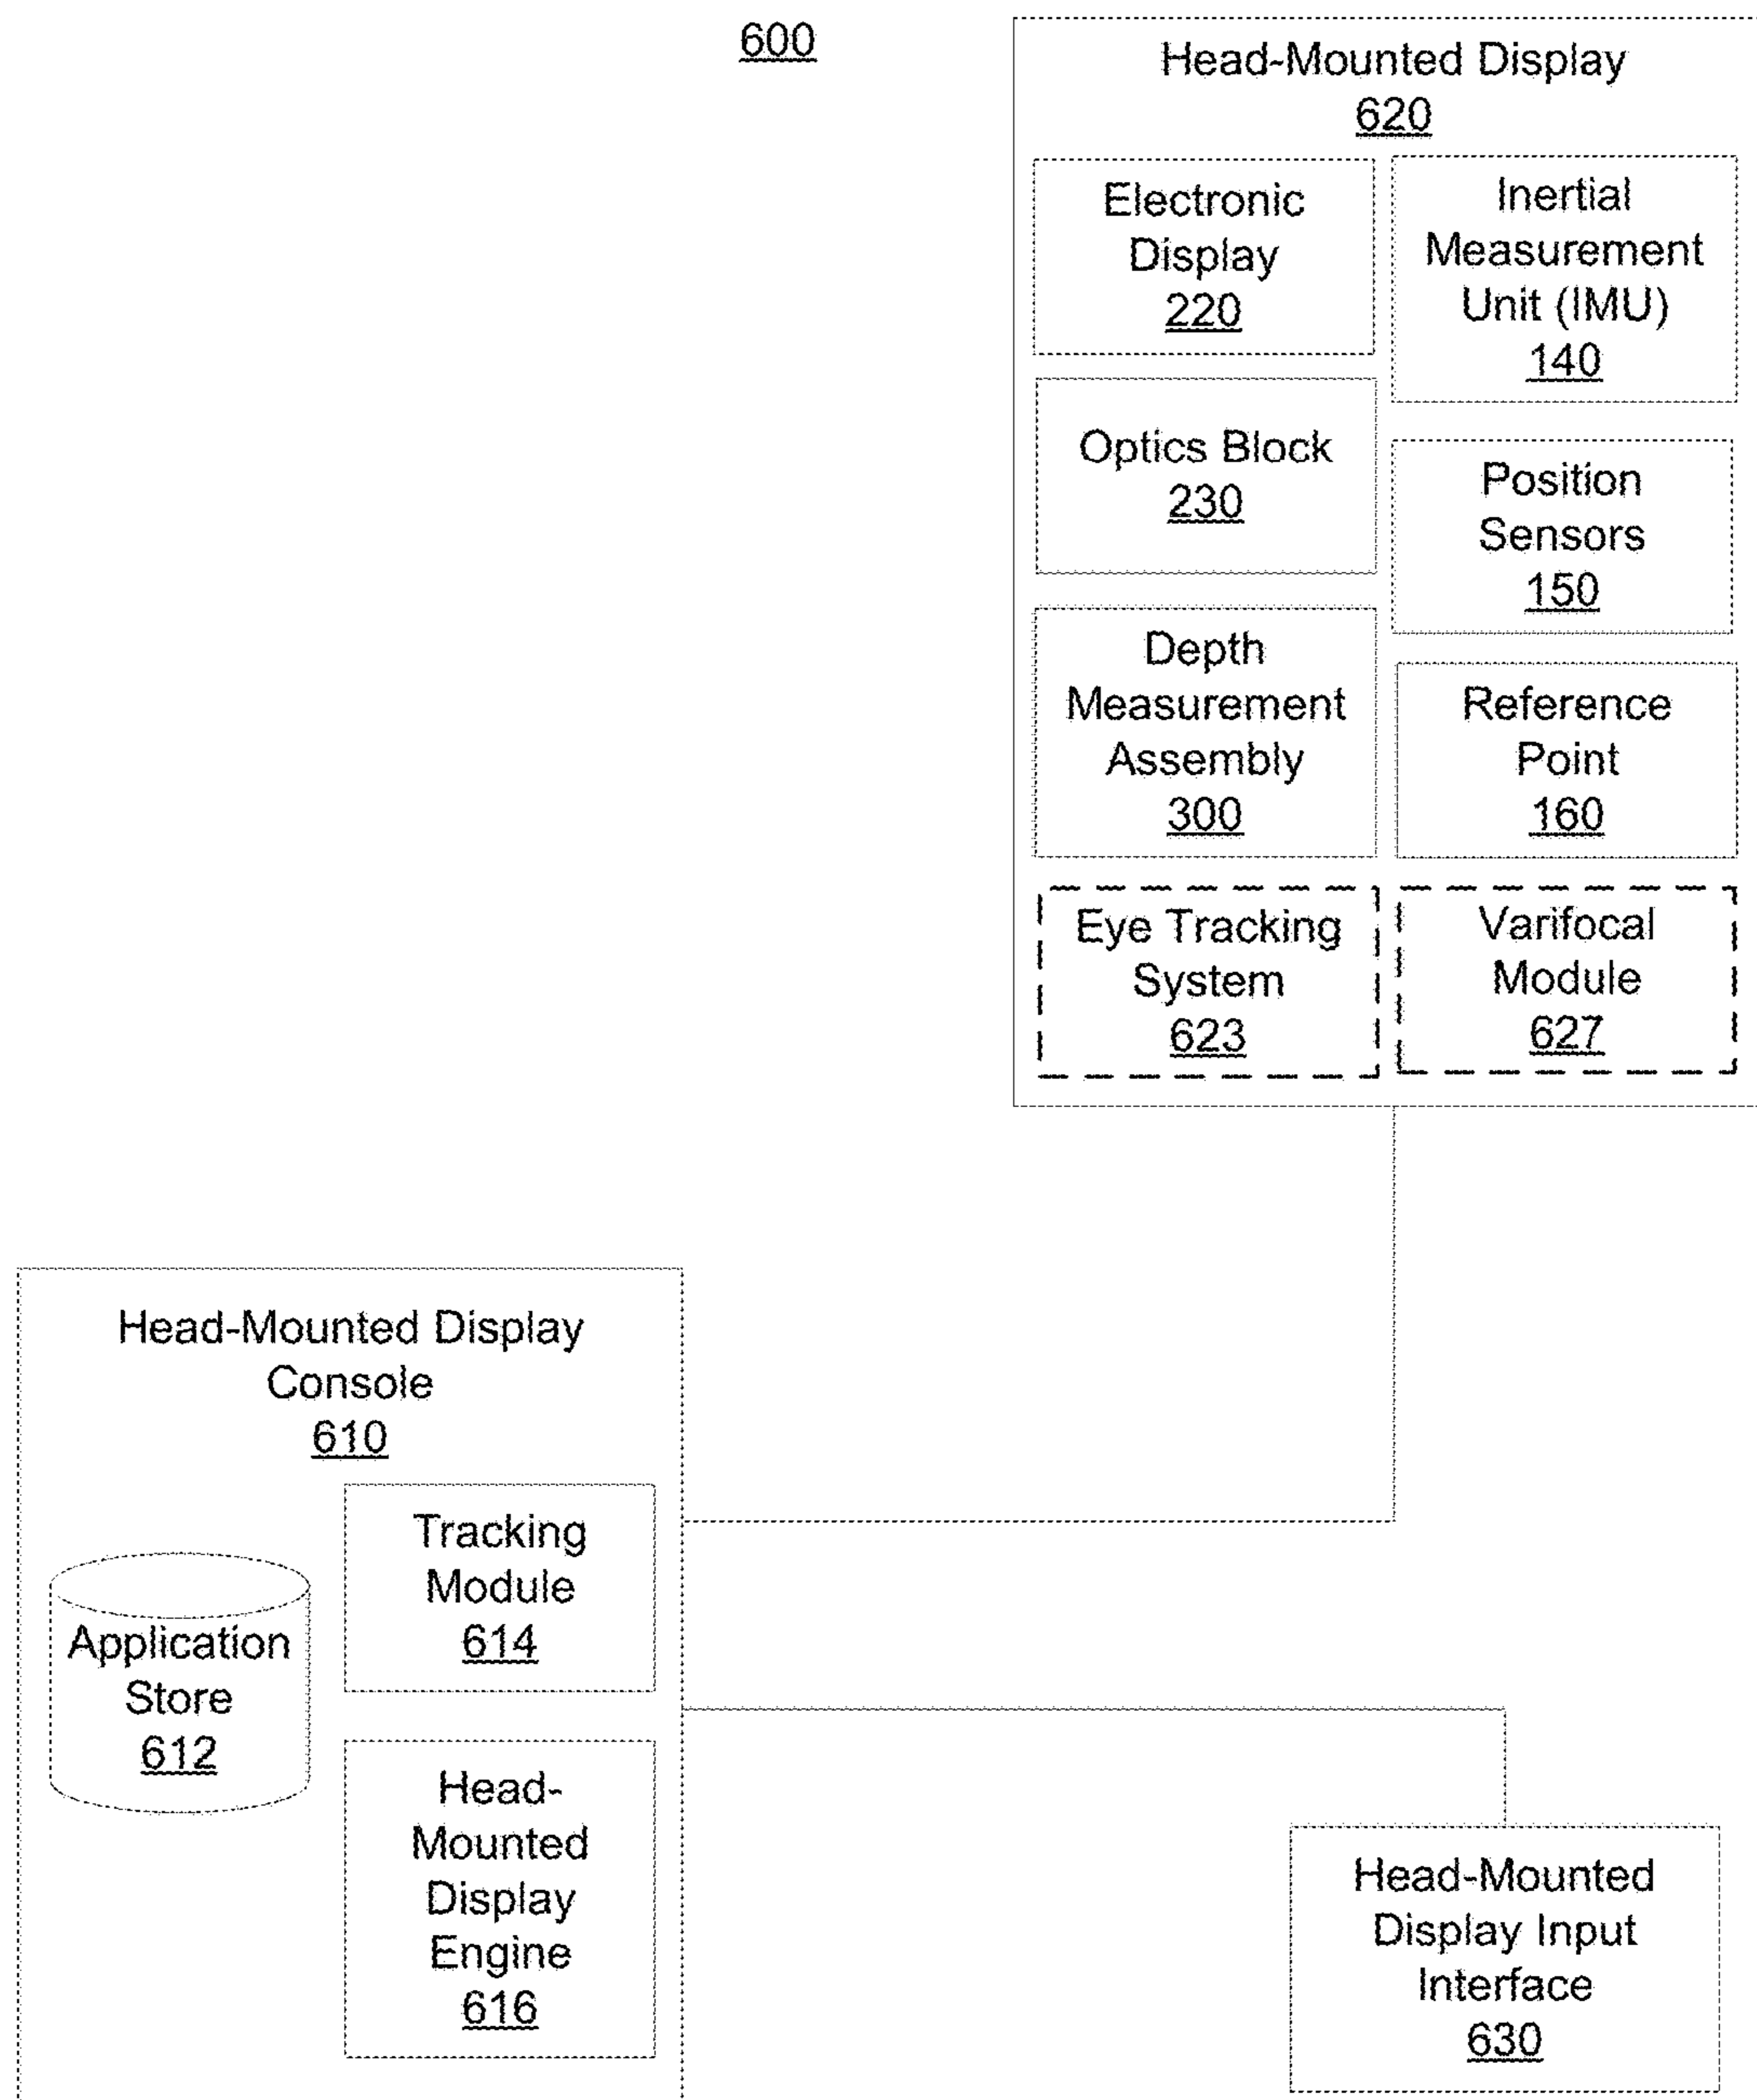 600
Head-Mounted Display
620
Electronic
Display
220
Inertial
Measurement
Unit (IMU)
140
Optics Block
230
Position
Sensors
150
Depth
Measurement
Assembly
300
Reference
Point
160
Eye Tracking
System
623
Varifocal
Module
627
Head-Mounted Display
Console
610
Tracking
Module
614
Application
Store
612
Head-
Mounted
Display
Engine
616
Head-Mounted
Display Input
Interface
630